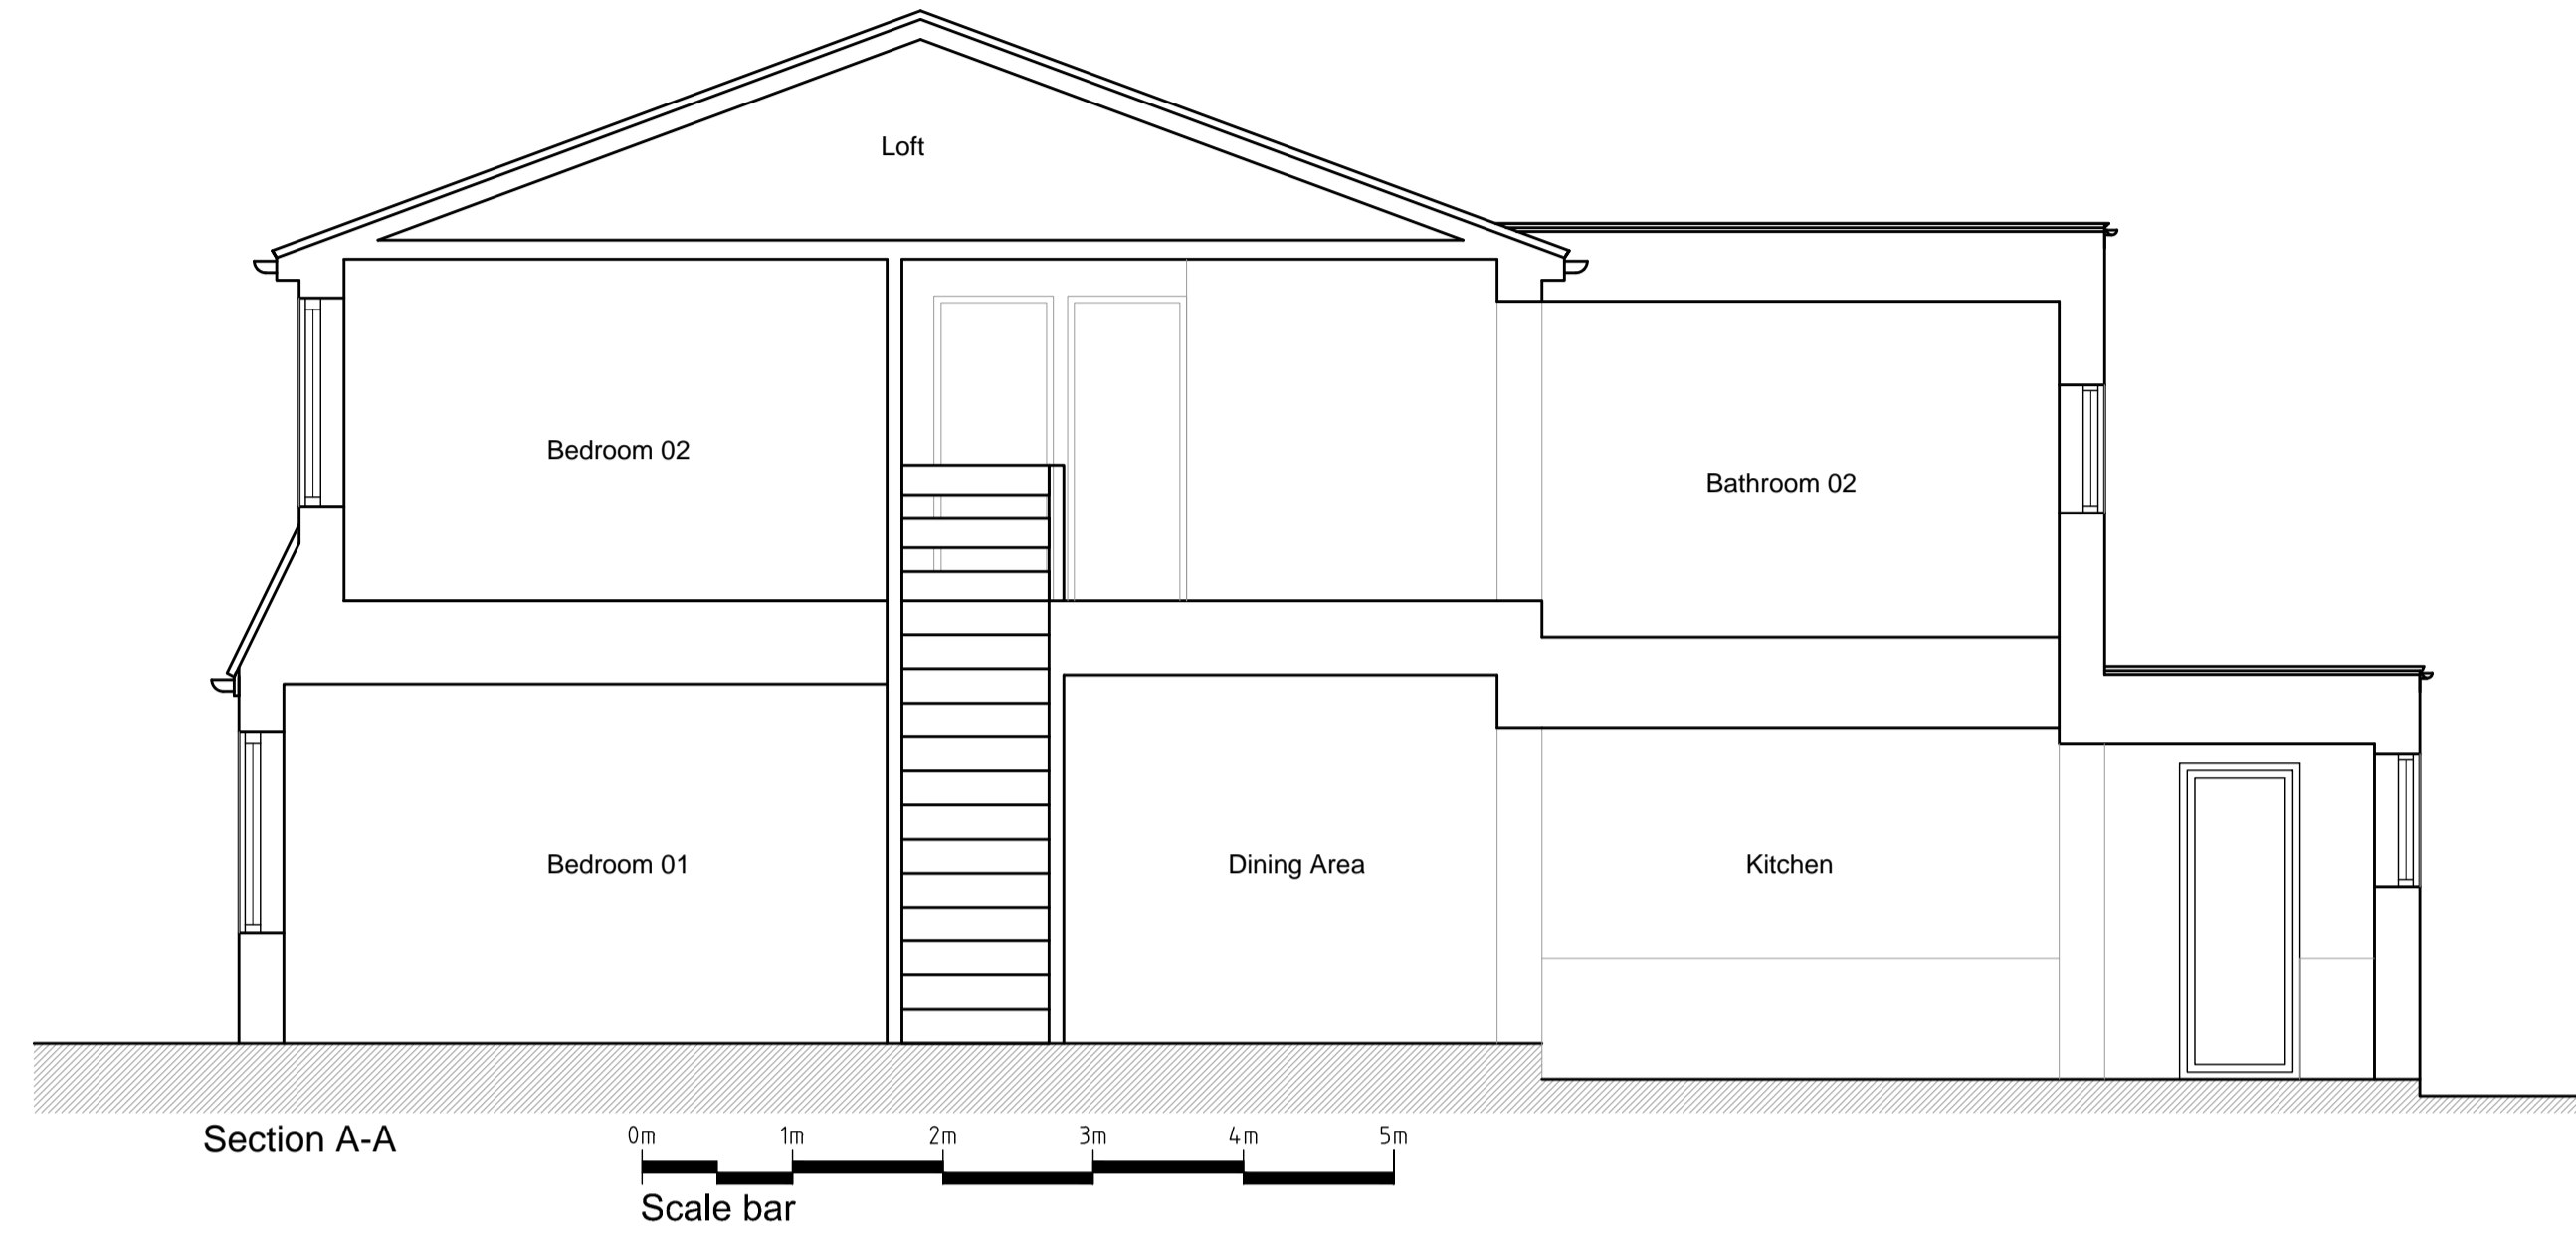 Loft
Bedroom 02
Bathroom 02
Bedroom 01
Dining Area
Kitchen
Section A-A
0m 1m 2m 3m 4m 5m
Scale bar